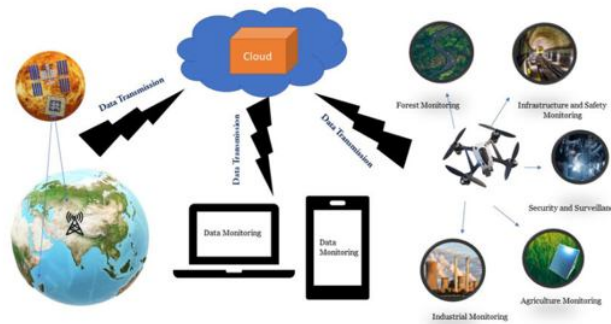 Cloud
Data Transmission
Data Transmission
Data Transmission
Forest Monitoring
Infrastructure and Safety
Monitoring
Security and Surveillan
Data Monitoring
Data
Monitoring
Industrial Monitoring
Agriculture Monitoring